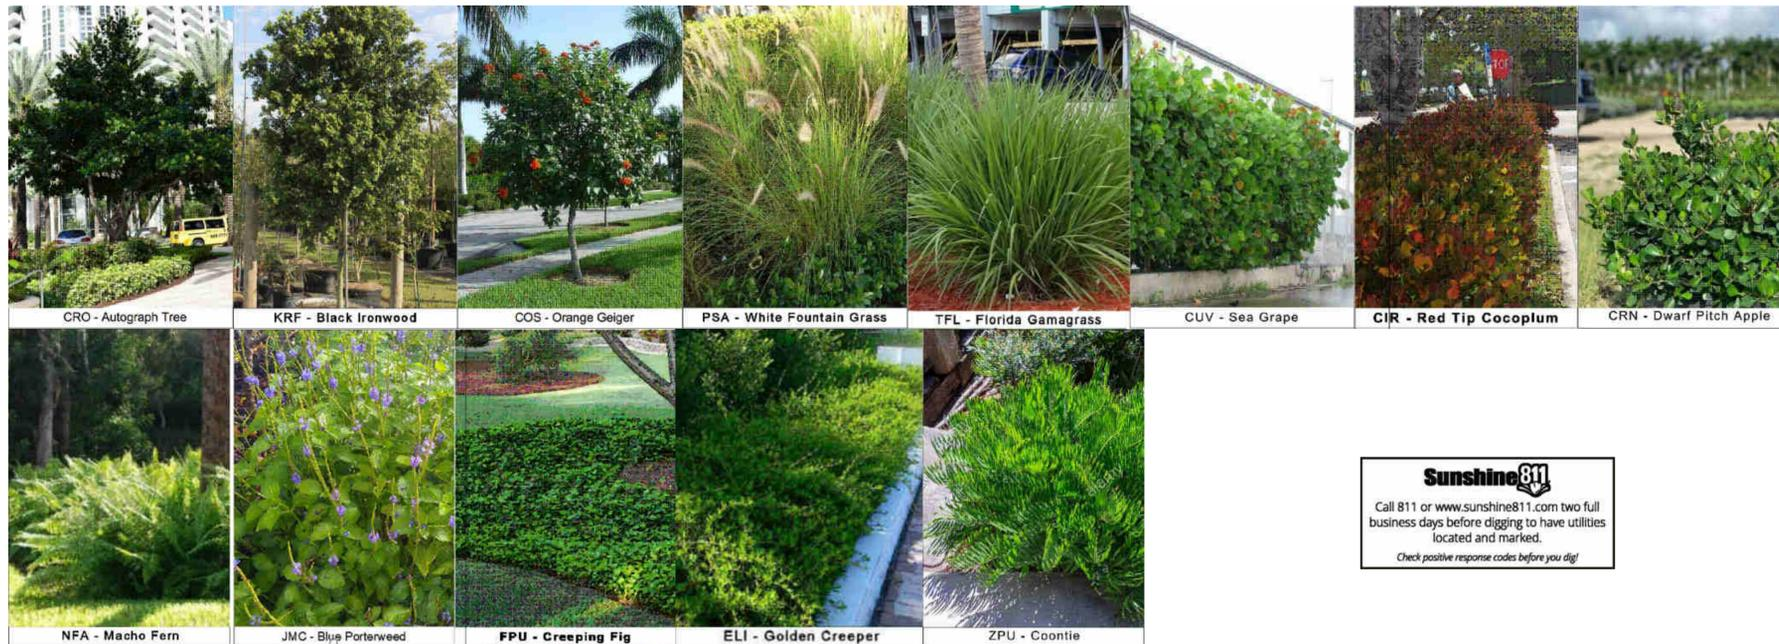 TOP
CRO - Autograph Tree
KRF - Black Ironwood
COS - Orange Geiger
PSA - White Fountain Grass
TFL - Florida Gamagrass
CUV - Sea Grape
CIR - Red Tip Cocoplum
CRN - Dwarf Pitch Apple
NFA - Macho Fern
JMC - Blue Porterweed
FPU - Creeping Fig
ELI - Golden Creeper
ZPU - Coontie
Sunshine811
Call 811 or www.sunshine811.com two full
business days before digging to have utilities
located and marked.
Check positive response codes before you dig!